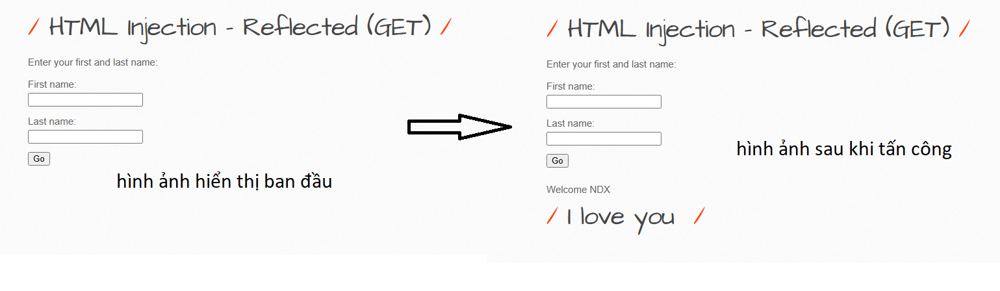 / HTML Injection - Reflected (GET) /
Enter your first and last name:
First name:
Last name:
Go
hình ảnh hiển thị ban đầu
/ HTML Injection - Reflected (GET) /
Enter your first and last name:
First name:
Last name:
Go
hình ảnh sau khi tấn công
Welcome NDX
/ I love you /